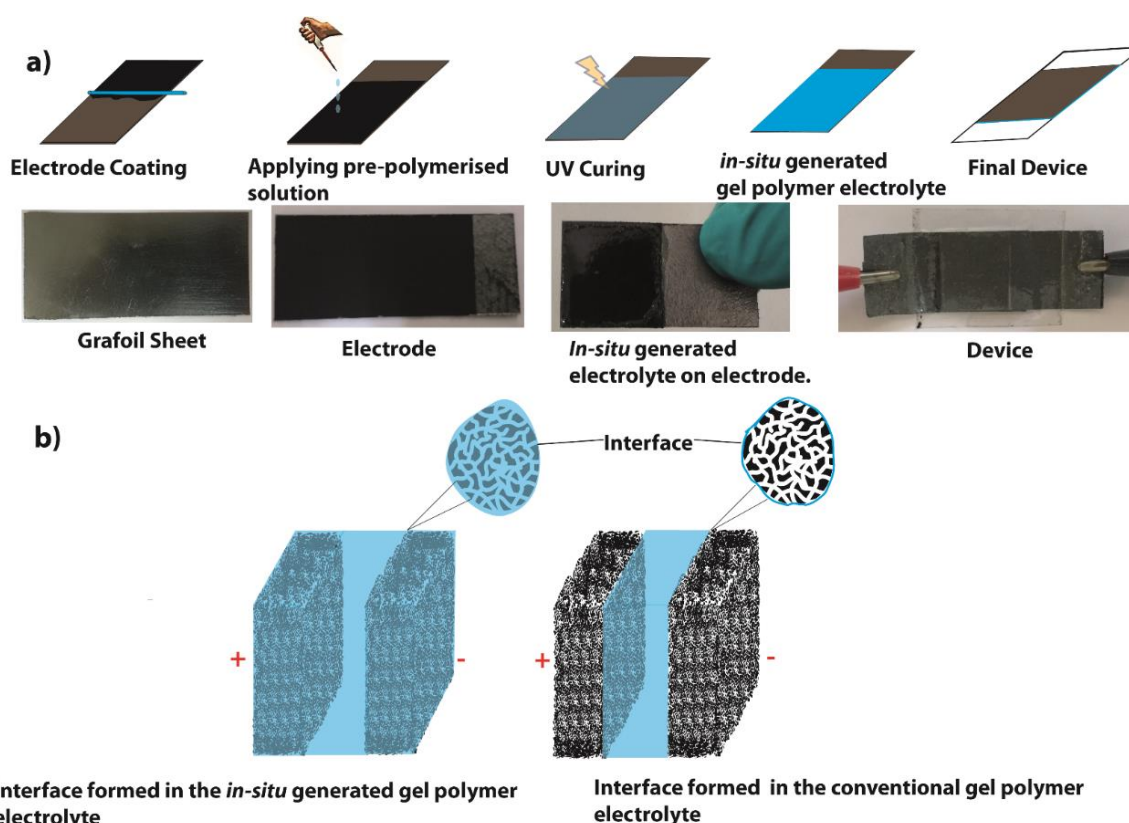 a)
Electrode Coating
Applying pre-polymerised
solution
UV Curing
in-situ generated
gel polymer electrolyte
Final Device
Grafoil Sheet
Electrode
In-situ generated
electrolyte on electrode.
Device
b)
Interface
+
-
+
-
nterface formed in the in-situ generated gel polymer
electrolyte
Interface formed in the conventional gel polymer
electrolyte